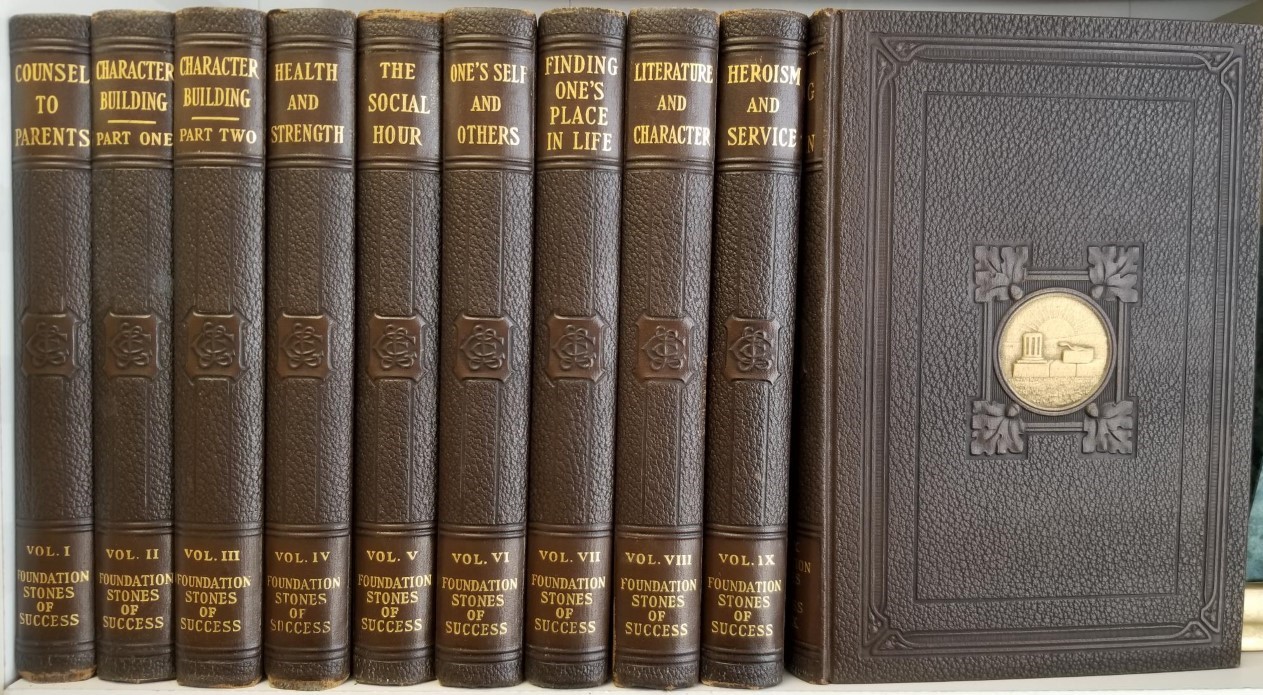 COUNSEL
TO
PARENTS
VOL. I
FOUNDATION
STONES
OF
SUCCESS
CHARACTER
BUILDING
PART ONE
VOL. II
FOUNDATION
STONES
OF
SUCCESS
CHARACTER
BUILDING
PART TWO
VOL. III
FOUNDATION
STONES
OF
SUCCESS
HEALTH
AND
STRENGTH
VOL. IV
FOUNDATION
STONES
OF
SUCCESS
THE
SOCIAL
HOUR
VOL. V
FOUNDATION
STONES
OF
SUCCESS
ONE'S SELF
AND
OTHERS
VOL. VI
FOUNDATION
STONES
OF
SUCCESS
FINDING
ONE'S
PLACE
IN LIFE
VOL. VII
FOUNDATION
STONES
OF
SUCCESS
LITERATURE
AND
CHARACTER
VOL. VIII
FOUNDATION
STONES
OF
SUCCESS
HEROISM
AND
SERVICE
VOL. IX
FOUNDATION
STONES
OF
SUCCESS